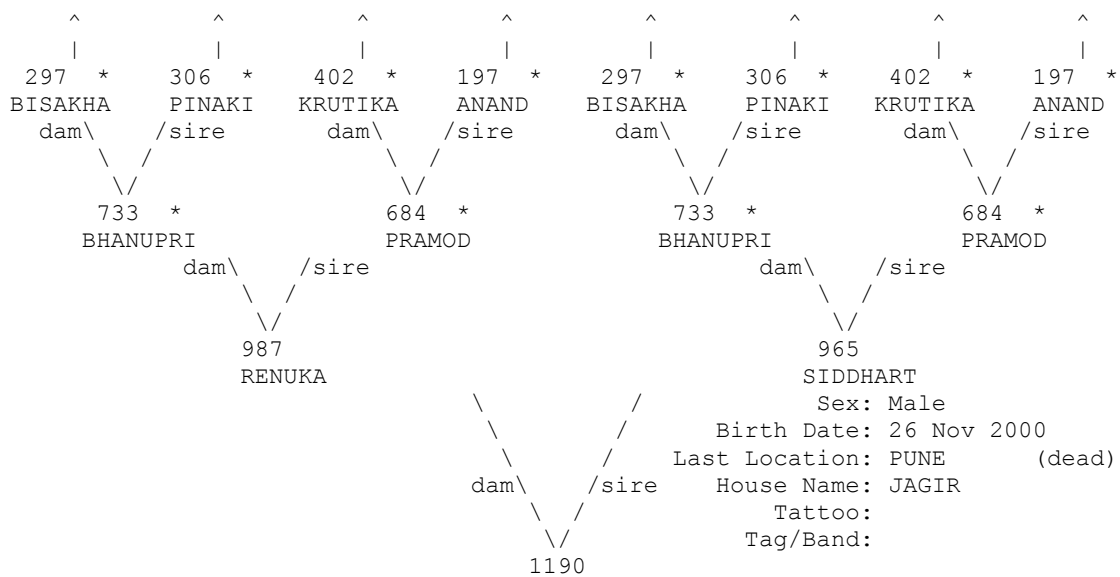 ^ ^ ^ ^ ^ ^ ^ ^
| | | | | | | |
297 * 306 * 402 * 197 * 297 * 306 * 402 * 197 *
BISAKHA PINAKI KRUTIKA ANAND BISAKHA PINAKI KRUTIKA ANAND
dam\ /sire dam\ /sire dam\ /sire dam\ /sire
\ / \ / \ / \ /
\/ \/ \/ \/
733 * 684 * 733 * 684 *
BHANUPRI PRAMOD BHANUPRI PRAMOD
dam\ /sire dam\ /sire
\ / \ /
\/ \/
987 965
RENUKA SIDDHART
\ / Sex: Male
\ / Birth Date: 26 Nov 2000
\ / Last Location: PUNE (dead)
dam\ /sire House Name: JAGIR
\ / Tattoo:
\/ Tag/Band:
1190